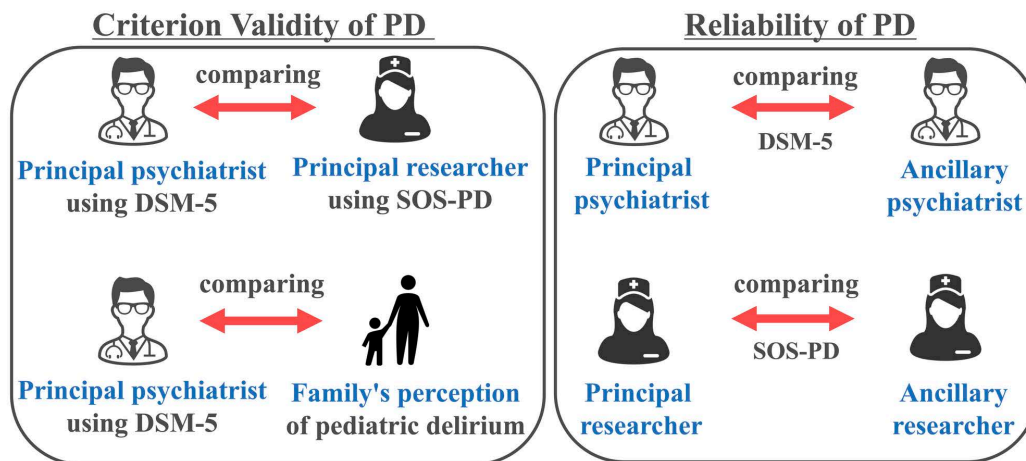 Criterion Validity of PD
comparing
Principal psychiatrist
using DSM-5
Principal researcher
using SOS-PD
comparing
Principal psychiatrist
using DSM-5
Family's perception
of pediatric delirium
Reliability of PD
comparing
DSM-5
Principal
psychiatrist
Ancillary
psychiatrist
comparing
SOS-PD
Principal
researcher
Ancillary
researcher